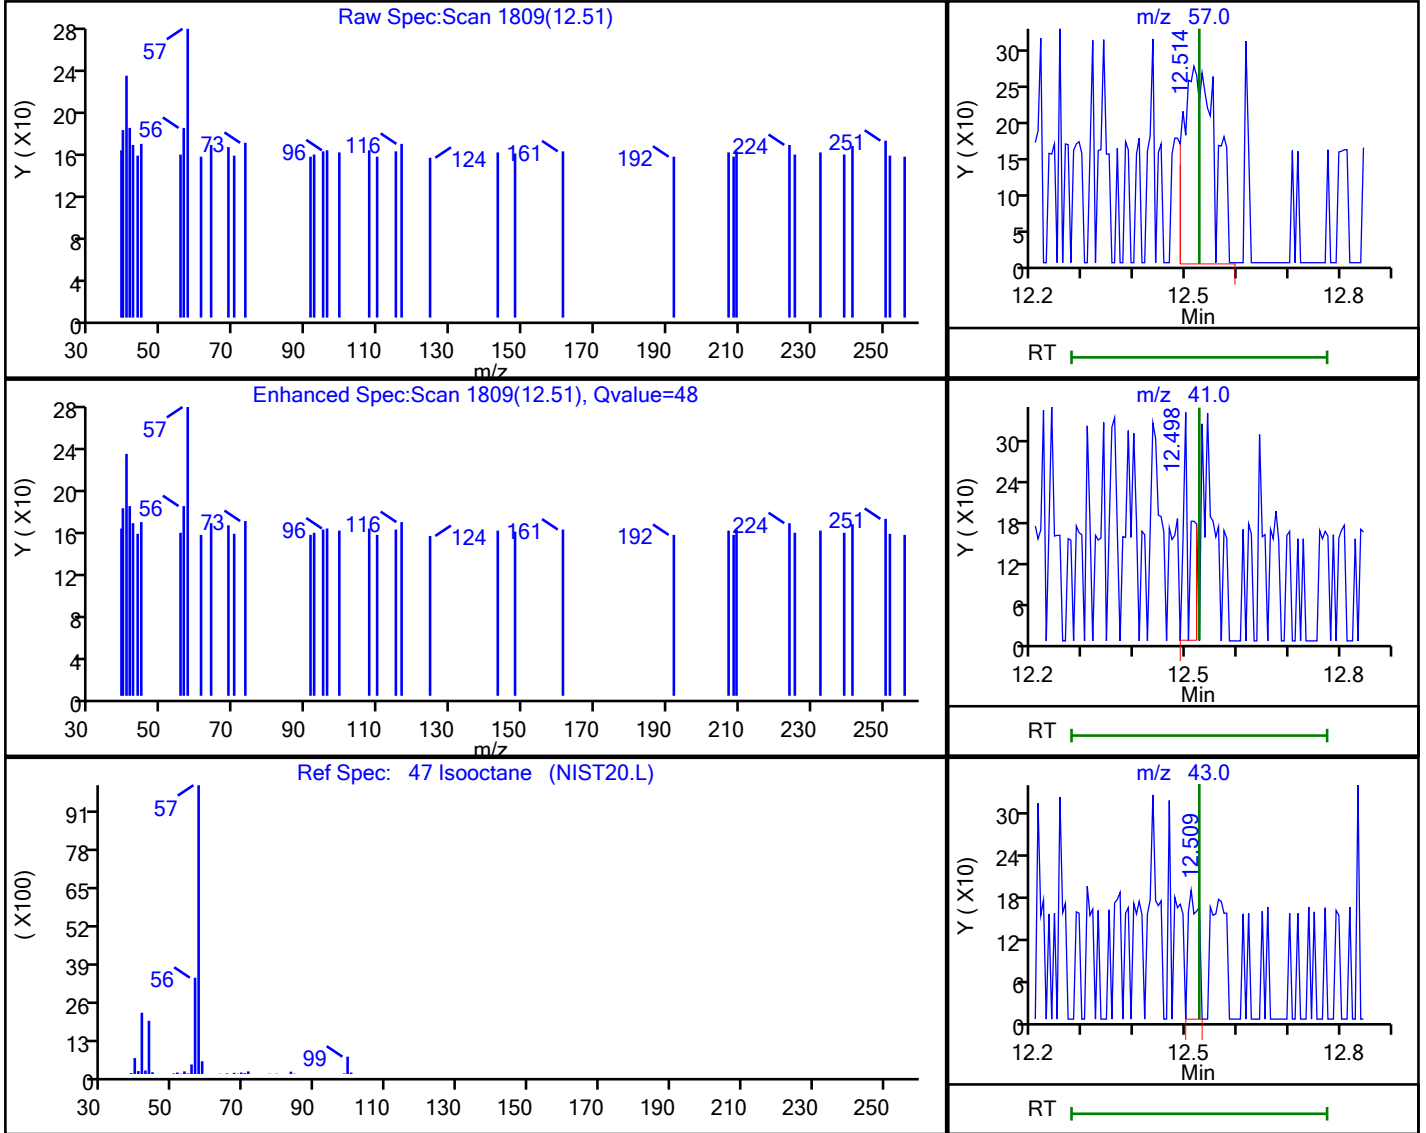 Raw Spec:Scan 1809(12.51)
Y ( X10)
28
24
20
16
12
8
4
0
57
56
73
96
116
124
161
192
224
251
30 50 70 90 110 130 150 170 190 210 230 250
m/z
m/z 57.0
Y ( X10)
30
25
20
15
10
5
0
12.514
12.2 12.5 12.8
Min
RT
Enhanced Spec:Scan 1809(12.51), Qvalue=48
Y ( X10)
28
24
20
16
12
8
4
0
57
56
73
96
116
124
161
192
224
251
30 50 70 90 110 130 150 170 190 210 230 250
m/z
m/z 41.0
Y ( X10)
30
24
18
12
6
0
12.498
12.2 12.5 12.8
Min
RT
Ref Spec: 47 Isooctane (NIST20.L)
( X100)
91
78
65
52
39
26
13
0
57
56
99
30 50 70 90 110 130 150 170 190 210 230 250
m/z 43.0
Y ( X10)
30
24
18
12
6
0
12.509
12.2 12.5 12.8
Min
RT